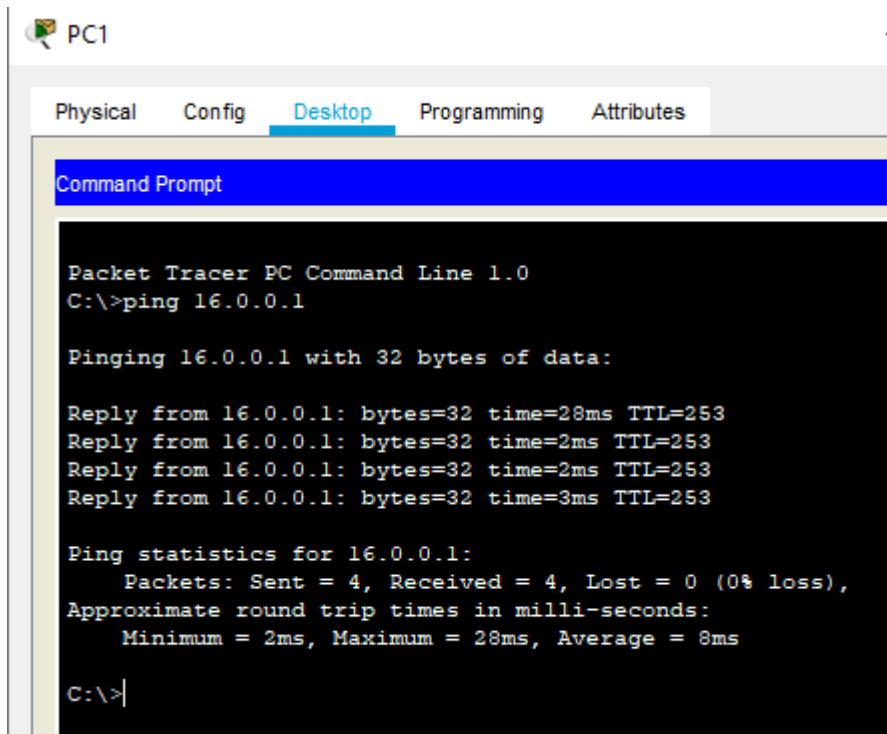 PC1
Physical Config Desktop Programming Attributes
Command Prompt
Packet Tracer PC Command Line 1.0
C:\>ping 16.0.0.1
Pinging 16.0.0.1 with 32 bytes of data:
Reply from 16.0.0.1: bytes=32 time=28ms TTL=253
Reply from 16.0.0.1: bytes=32 time=2ms TTL=253
Reply from 16.0.0.1: bytes=32 time=2ms TTL=253
Reply from 16.0.0.1: bytes=32 time=3ms TTL=253
Ping statistics for 16.0.0.1:
Packets: Sent = 4, Received = 4, Lost = 0 (0% loss),
Approximate round trip times in milli-seconds:
Minimum = 2ms, Maximum = 28ms, Average = 8ms
C:\>